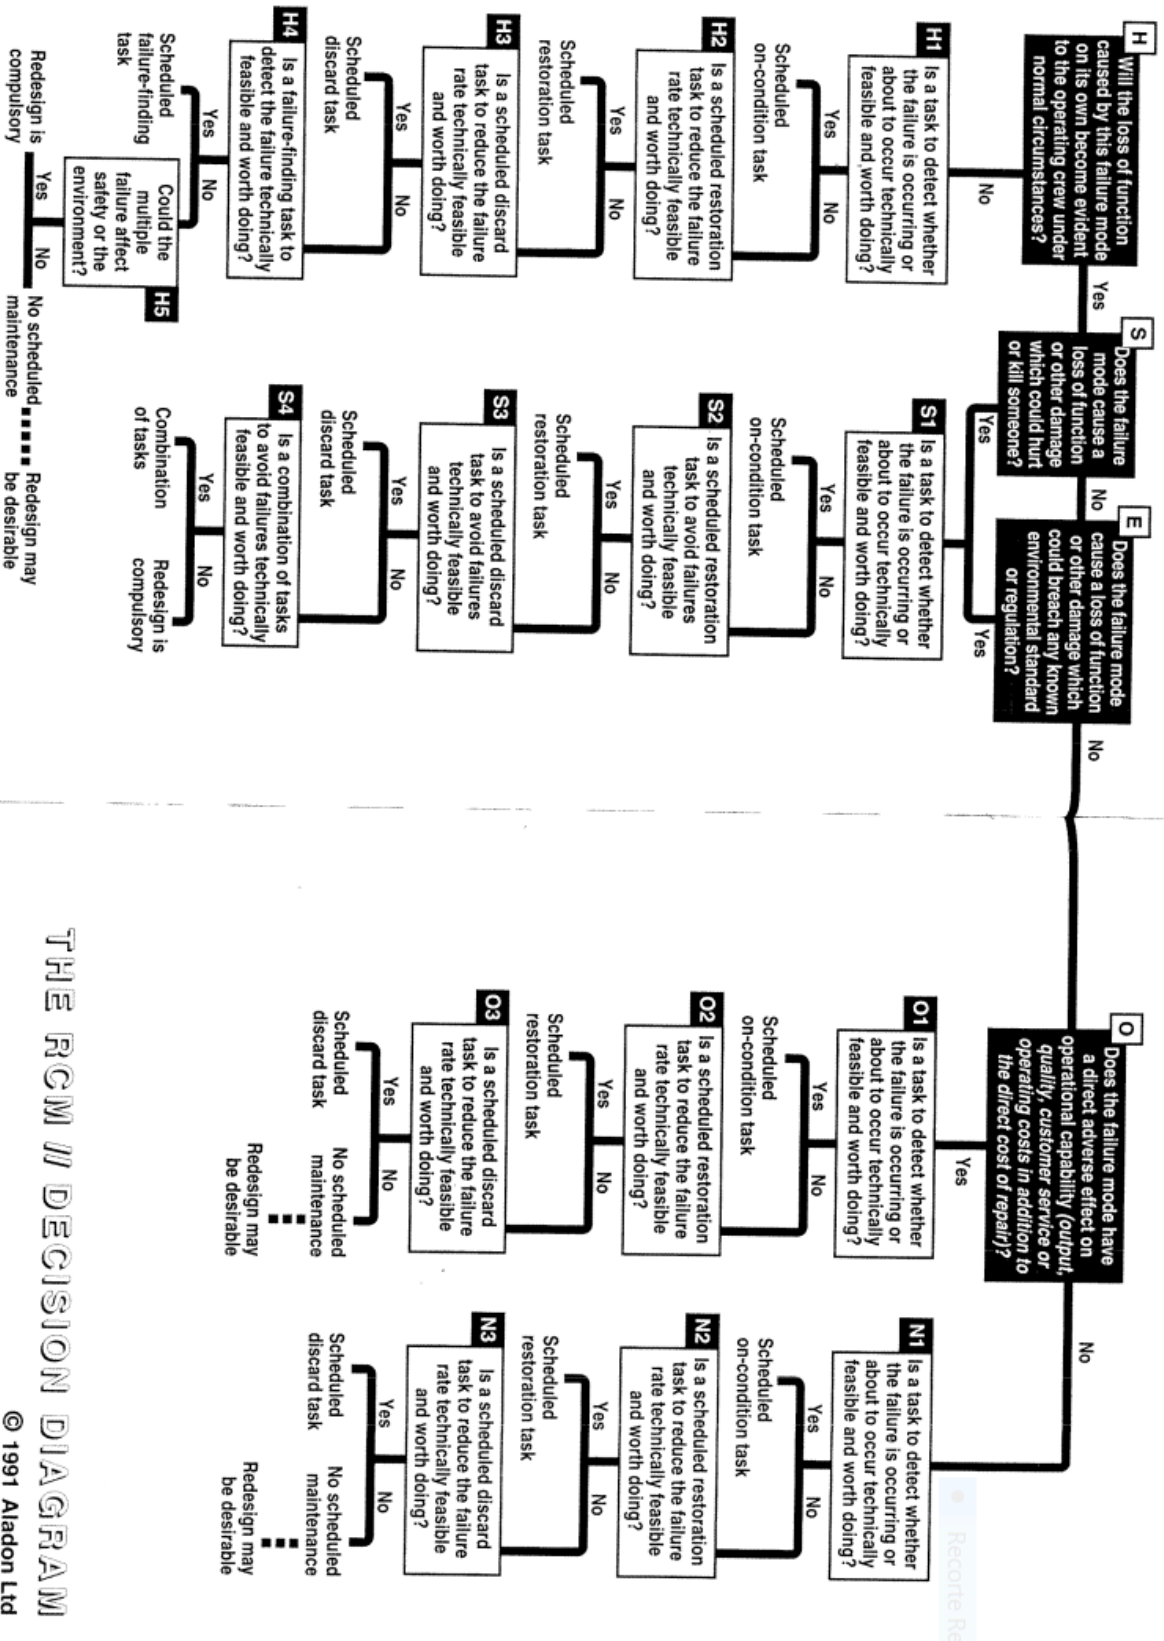 H
Will the loss of function
caused by this failure mode
on its own become evident
to the operating crew under
normal circumstances?
Yes
No
S
Does the failure
mode cause a
loss of function
or other damage
which could hurt
or kill someone?
Yes
No
E
Does the failure mode
cause a loss of function
or other damage which
could breach any known
environmental standard
or regulation?
Yes
No
O
Does the failure mode have
a direct adverse effect on
operational capability (output,
quality, customer service or
operating costs in addition to
the direct cost of repair)?
Yes
No
H1
Is a task to detect whether
the failure is occurring or
about to occur technically
feasible and worth doing?
Yes
No
Scheduled
on-condition task
H2
Is a scheduled restoration
task to reduce the failure
rate technically feasible
and worth doing?
Yes
No
Scheduled
restoration task
H3
Is a scheduled discard
task to reduce the failure
rate technically feasible
and worth doing?
Yes
No
Scheduled
discard task
H4
Is a failure-finding task to
detect the failure technically
feasible and worth doing?
Yes
No
Scheduled
failure-finding
task
H5
Could the
multiple
failure affect
safety or the
environment?
Yes
No
Redesign is
compulsory
No scheduled
maintenance
Redesign may
be desirable
S1
Is a task to detect whether
the failure is occurring or
about to occur technically
feasible and worth doing?
Yes
No
Scheduled
on-condition task
S2
Is a scheduled restoration
task to avoid failures
technically feasible
and worth doing?
Yes
No
Scheduled
restoration task
S3
Is a scheduled discard
task to avoid failures
technically feasible
and worth doing?
Yes
No
Scheduled
discard task
S4
Is a combination of tasks
to avoid failures technically
feasible and worth doing?
Yes
No
Combination
of tasks
Redesign is
compulsory
O1
Is a task to detect whether
the failure is occurring or
about to occur technically
feasible and worth doing?
Yes
No
Scheduled
on-condition task
O2
Is a scheduled restoration
task to reduce the failure
rate technically feasible
and worth doing?
Yes
No
Scheduled
restoration task
O3
Is a scheduled discard
task to reduce the failure
rate technically feasible
and worth doing?
Yes
No
Scheduled
discard task
No scheduled
maintenance
Redesign may
be desirable
N1
Is a task to detect whether
the failure is occurring or
about to occur technically
feasible and worth doing?
Yes
No
Scheduled
on-condition task
N2
Is a scheduled restoration
task to reduce the failure
rate technically feasible
and worth doing?
Yes
No
Scheduled
restoration task
N3
Is a scheduled discard
task to reduce the failure
rate technically feasible
and worth doing?
Yes
No
Scheduled
discard task
No scheduled
maintenance
Redesign may
be desirable
THE RCM II DECISION DIAGRAM
© 1991 Aladon Ltd
• Recorte Re